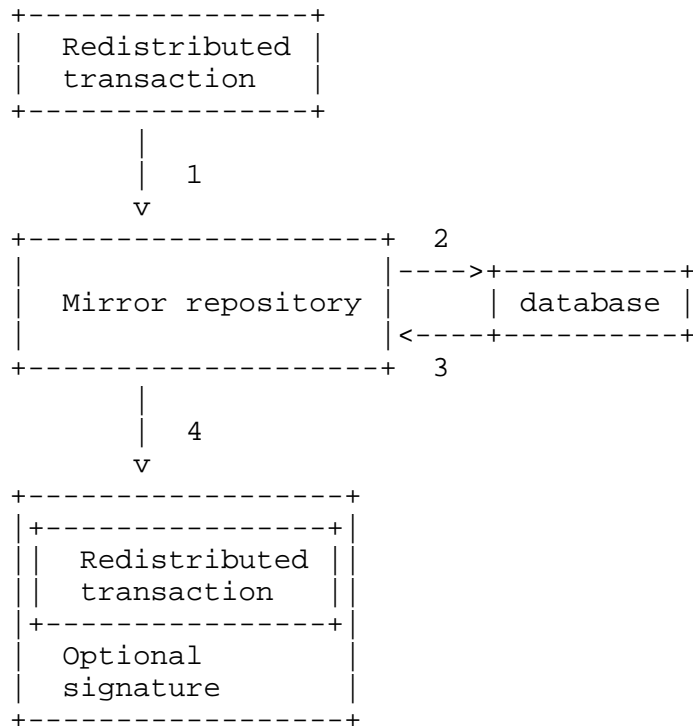 Redistributed
transaction
1
2
Mirror repository
database
3
4
Redistributed
transaction
Optional
signature